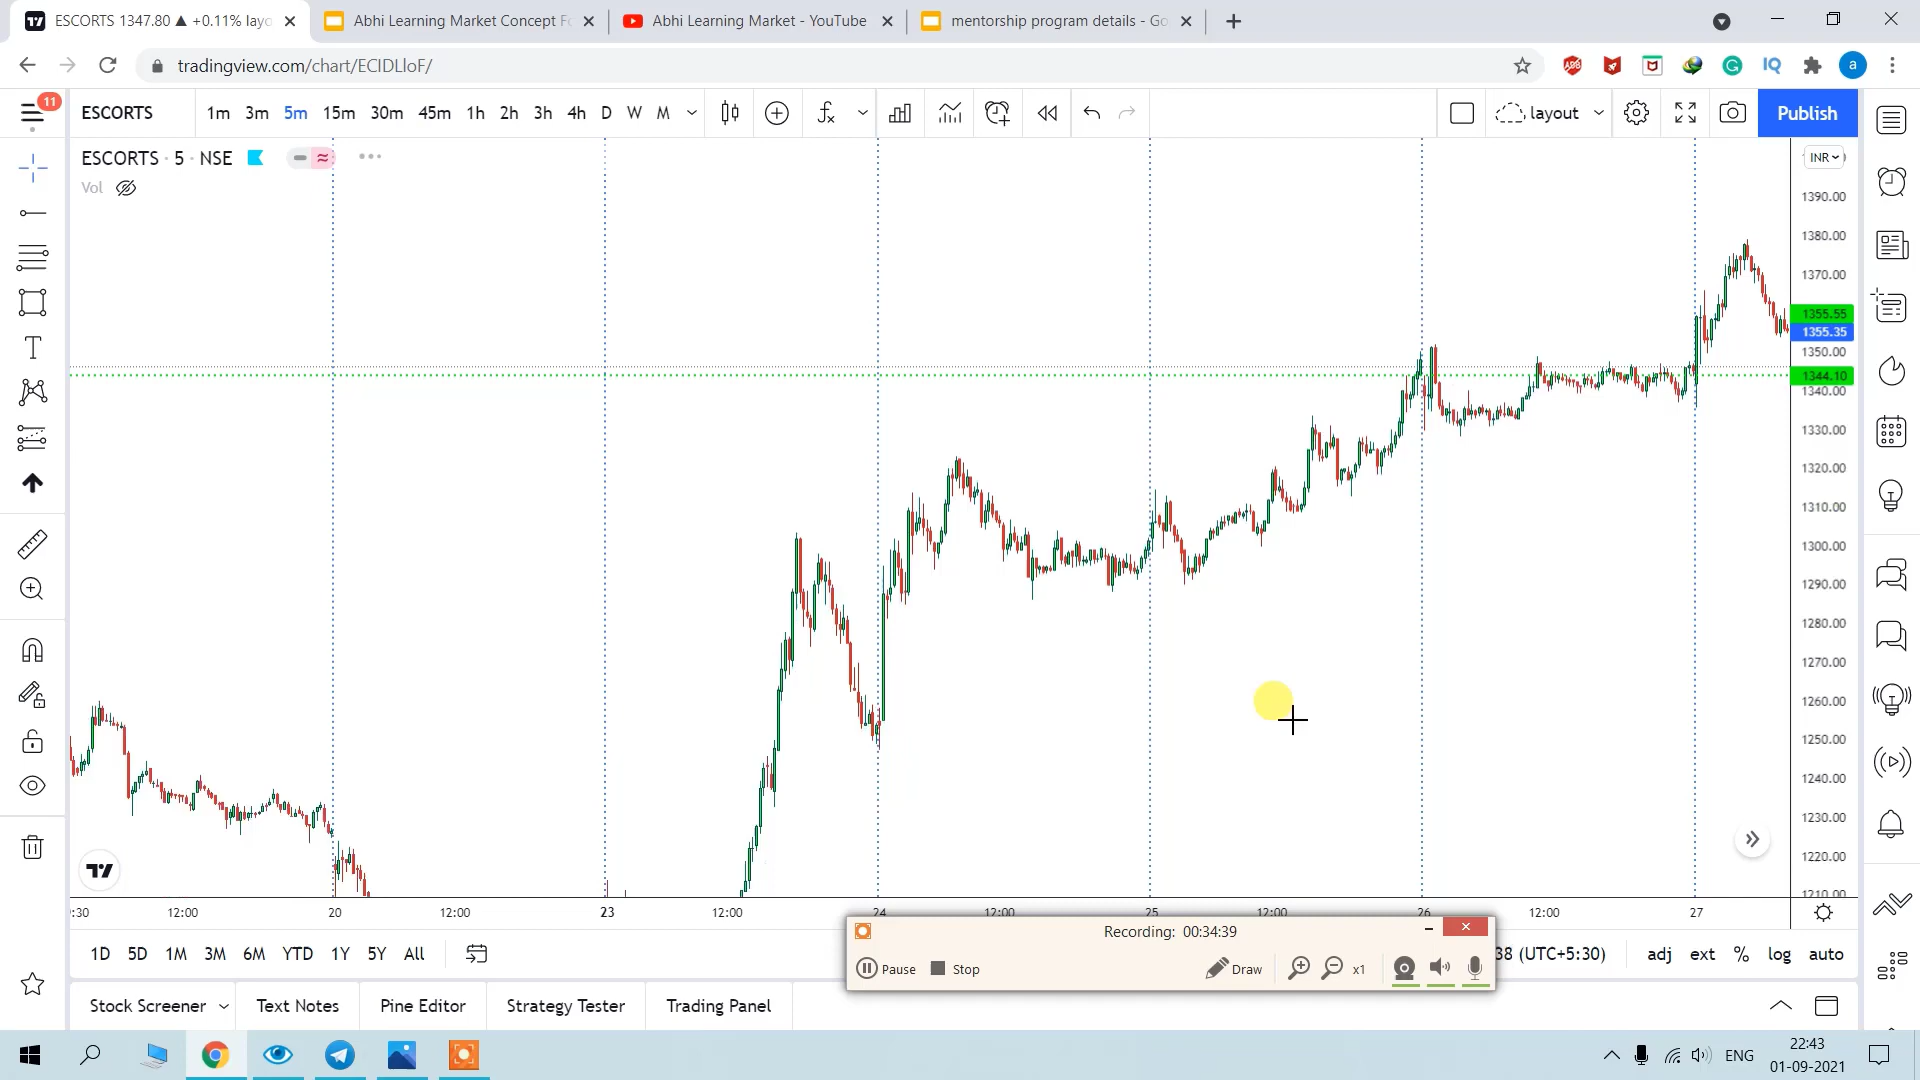 ESCORTS 1347.80 ▲ +0.11% layo
Abhi Learning Market Concept Fo
Abhi Learning Market - YouTube
mentorship program details - Go
tradingview.com/chart/ECIDLloF/
a
11
ESCORTS
1m 3m 5m 15m 30m 45m 1h 2h 3h 4h D W M
layout
Publish
ESCORTS · 5 · NSE
INR
Vol
1390.00
1380.00
1370.00
1355.55
1355.35
1350.00
1344.10
1340.00
1330.00
1320.00
1310.00
1300.00
1290.00
1280.00
1270.00
1260.00
1250.00
1240.00
1230.00
1220.00
1210.00
:30 12:00 20 12:00 23 12:00 24 12:00 25 12:00 26 12:00 27
Recording: 00:34:39
1D 5D 1M 3M 6M YTD 1Y 5Y All
38 (UTC+5:30) adj ext % log auto
Pause Stop Draw x1
Stock Screener Text Notes Pine Editor Strategy Tester Trading Panel
ENG
22:43
01-09-2021